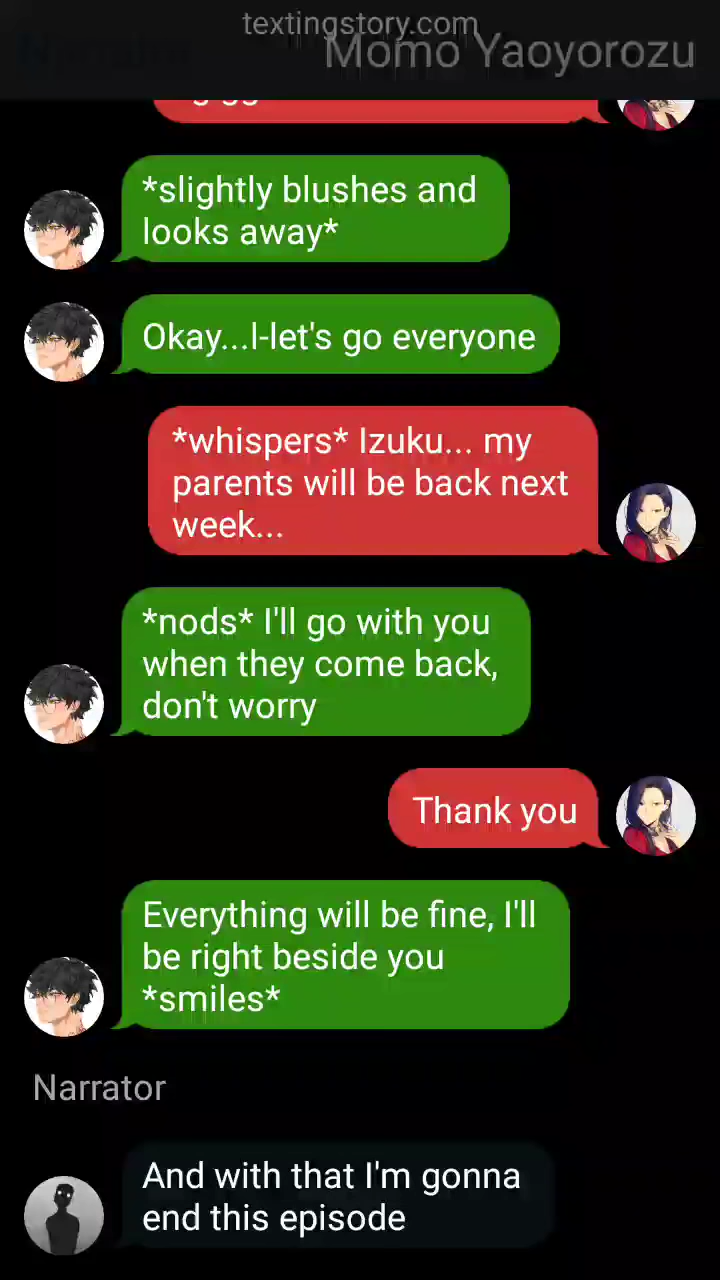 textingstory.com
Momo Yaoyorozu
*slightly blushes and
looks away*
Okay...l-let's go everyone
*whispers* Izuku... my
parents will be back next
week...
*nods* I'll go with you
when they come back,
don't worry
Thank you
Everything will be fine, I'll
be right beside you
*smiles*
Narrator
And with that I'm gonna
end this episode